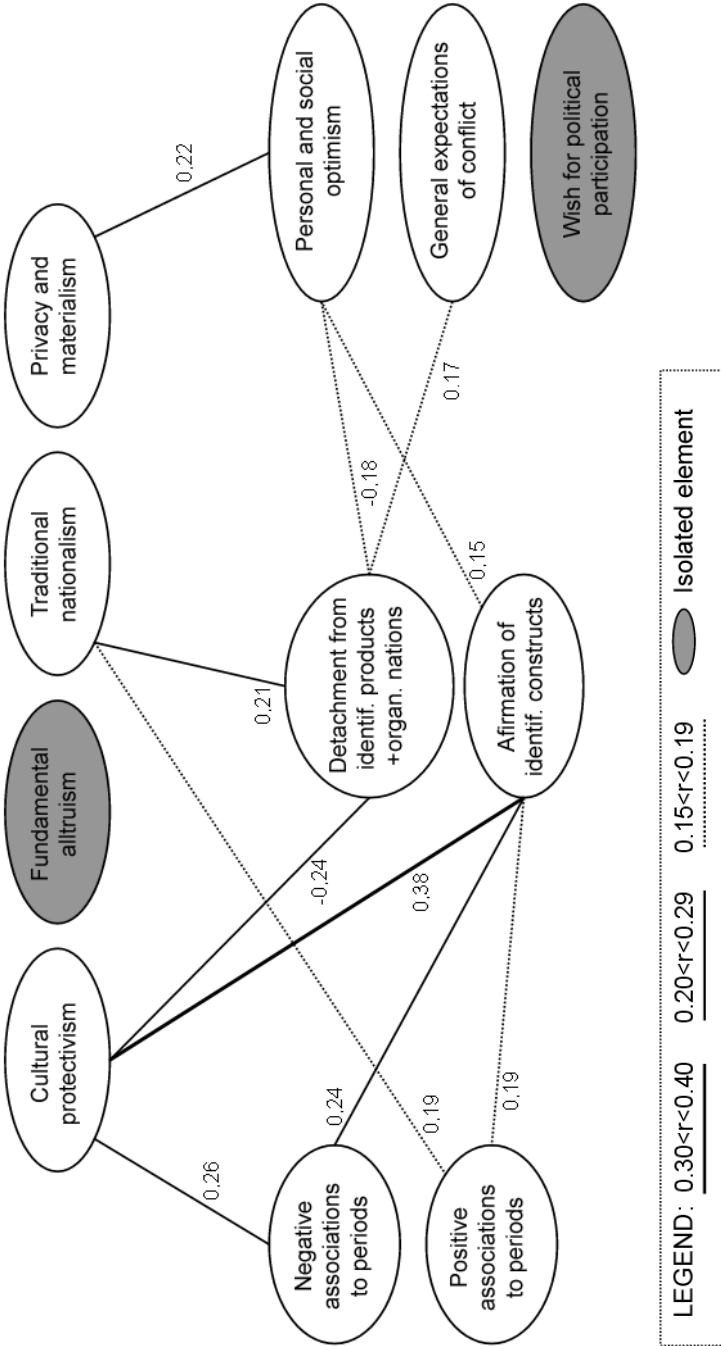 Cultural
protectivism
Fundamental
alltruism
Traditional
nationalism
Privacy and
materialism
0.22
0.26
-0.24
0.38
0.21
Negative
associations
to periods
Detachment from
identif. products
+organ. nations
-0.18
Personal and social
optimism
0.24
0.19
0.17
General expectations
of conflict
Positive
associations
to periods
0.19
Afirmation of
identif. constructs
0.15
Wish for political
participation
LEGEND: 0.30<r<0.40 0.20<r<0.29 0.15<r<0.19 Isolated element